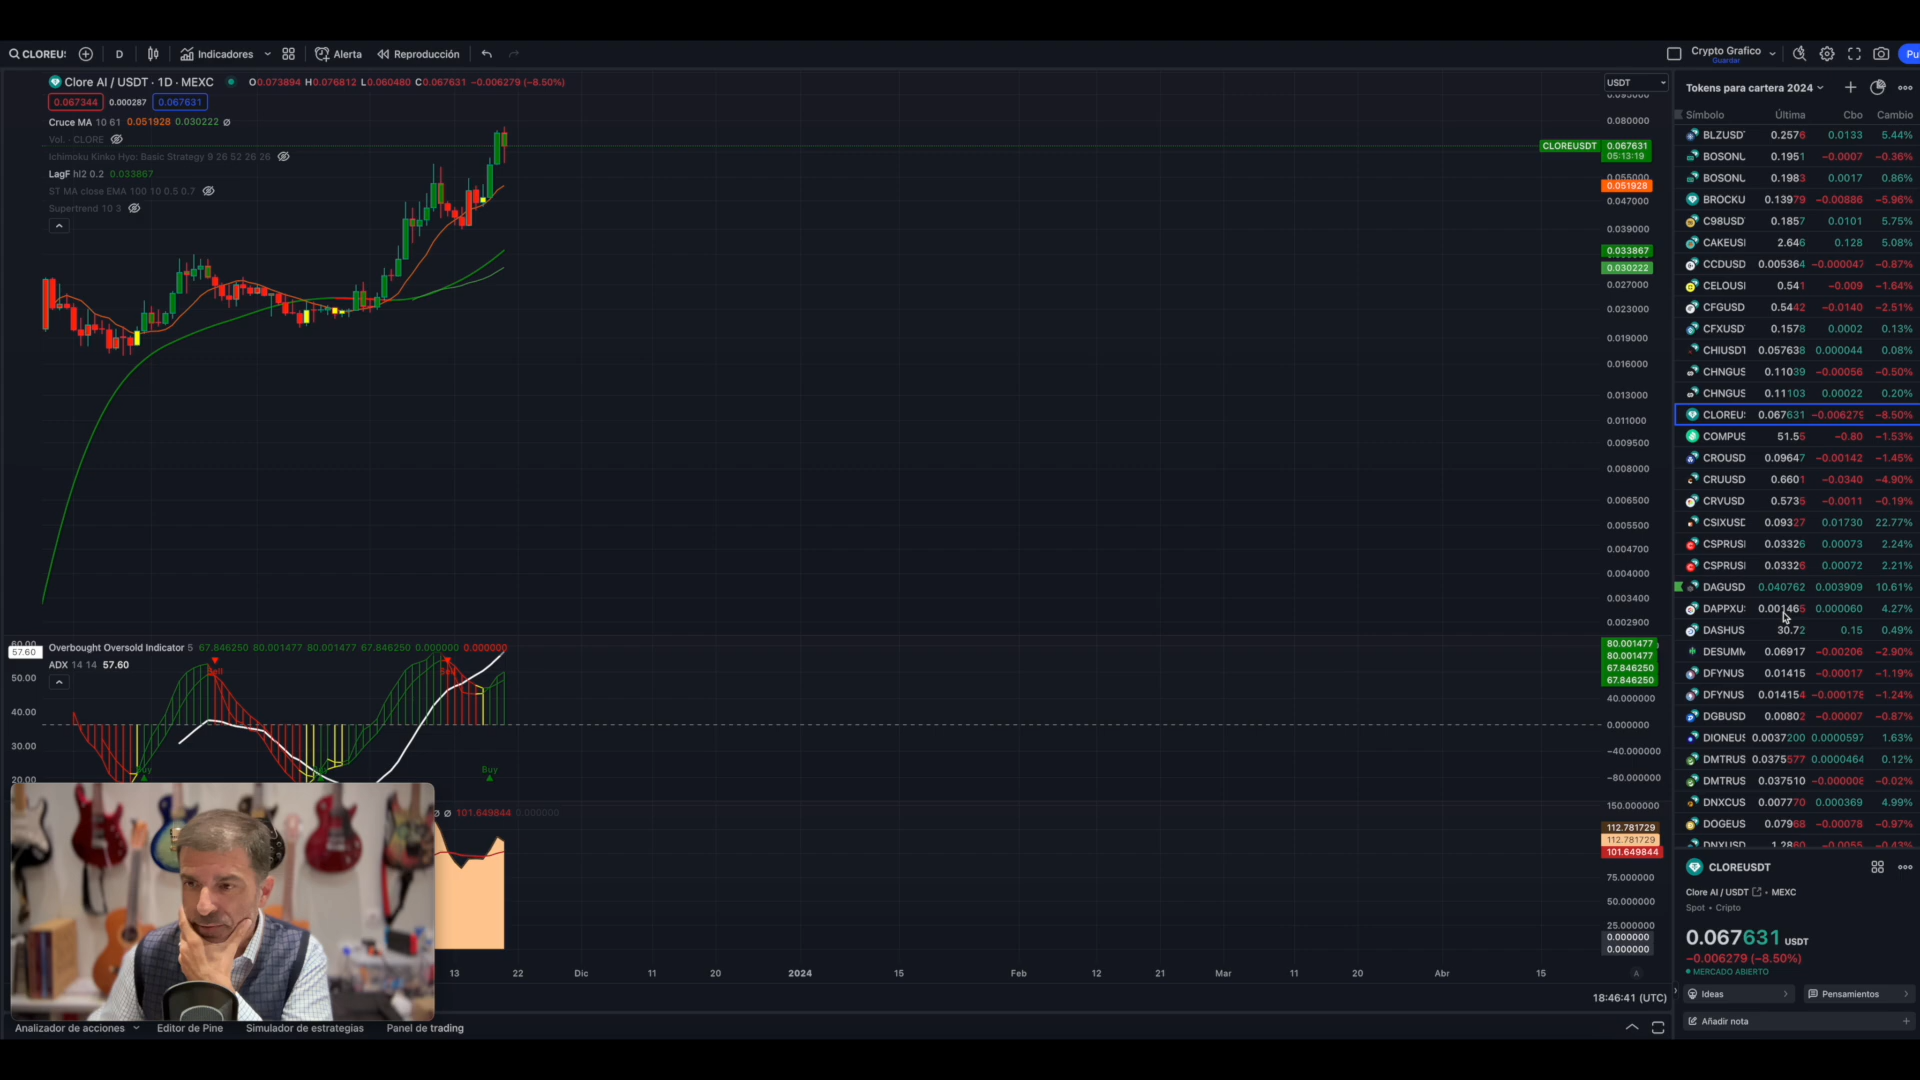 CLOREU:
D
Indicadores
Alerta
Reproducción
Crypto Grafico
Guardar
Clore AI / USDT · 1D · MEXC
O0.073894 H0.076812 L0.060480 C0.067631 −0.006279 (−8.50%)
0.067344 0.000287 0.067631
Cruce MA 10 61 0.051928 0.030222 ∅
Vol. · CLORE
Ichimoku Kinko Hyo: Basic Strategy 9 26 52 26 26
LagF hl2 0.2 0.033867
ST MA close EMA 100 10 0.5 0.7
Supertrend 10 3
USDT
0.080000
CLOREUSDT 0.067631
05:13:19
0.055000
0.051928
0.047000
0.039000
0.033867
0.030222
0.027000
0.023000
0.019000
0.016000
0.013000
0.011000
0.009500
0.008000
0.006500
0.005500
0.004700
0.004000
0.003400
0.002900
Overbought Oversold Indicator 5 67.846250 80.001477 80.001477 67.846250 0.000000 0.000000
ADX 14 14 57.60
60.00
57.60
50.00
40.00
30.00
20.00
Sell
Buy
80.001477
80.001477
67.846250
67.846250
40.000000
0.000000
−40.000000
−80.000000
∅ ∅ 101.649844 0.000000
150.000000
112.781729
112.781729
101.649844
75.000000
50.000000
25.000000
0.000000
0.000000
13 22 Dic 11 20 2024 15 Feb 12 21 Mar 11 20 Abr 15
A
18:46:41 (UTC)
Analizador de acciones
Editor de Pine
Simulador de estrategias
Panel de trading
Tokens para cartera 2024
Símbolo Última Cbo Cambio
BLZUSD 0.2576 0.0133 5.44%
BOSONU 0.1951 −0.0007 −0.36%
BOSONU 0.1983 0.0017 0.86%
BROCKU 0.13979 −0.00886 −5.96%
C98USD 0.1857 0.0101 5.75%
CAKEUSI 2.646 0.128 5.08%
CCDUSD 0.005364 −0.000047 −0.87%
CELOUSI 0.541 −0.009 −1.64%
CFGUSD 0.5442 −0.0140 −2.51%
CFXUSD 0.1578 0.0002 0.13%
CHIUSDT 0.057638 0.000044 0.08%
CHNGUS 0.11039 −0.00056 −0.50%
CHNGUS 0.11103 0.00022 0.20%
CLOREU: 0.067631 −0.006279 −8.50%
COMPUS 51.55 −0.80 −1.53%
CROUSD 0.09647 −0.00142 −1.45%
CRUUSD 0.6601 −0.0340 −4.90%
CRVUSD 0.5735 −0.0011 −0.19%
CSIXUSD 0.09327 0.01730 22.77%
CSPRUSI 0.03326 0.00073 2.24%
CSPRUSI 0.03326 0.00072 2.21%
DAGUSD 0.040762 0.003909 10.61%
DAPPXU: 0.001465 0.000060 4.27%
DASHUS 30.72 0.15 0.49%
DESUMM 0.06917 −0.00206 −2.90%
DFYNUS 0.01415 −0.00017 −1.19%
DFYNUS 0.014154 −0.000178 −1.24%
DGBUSD 0.00802 −0.00007 −0.87%
DIONEUS 0.0037200 0.0000597 1.63%
DMTRUS 0.0375577 0.0000464 0.12%
DMTRUS 0.037510 −0.000008 −0.02%
DNXCUS 0.007770 0.000369 4.99%
DOGEUS 0.07968 −0.00078 −0.97%
DNXUSD 1.2860 −0.0055 −0.43%
CLOREUSDT
Clore AI / USDT • MEXC
Spot • Cripto
0.067631 USDT
−0.006279 (−8.50%)
MERCADO ABIERTO
Ideas
Pensamientos
Añadir nota